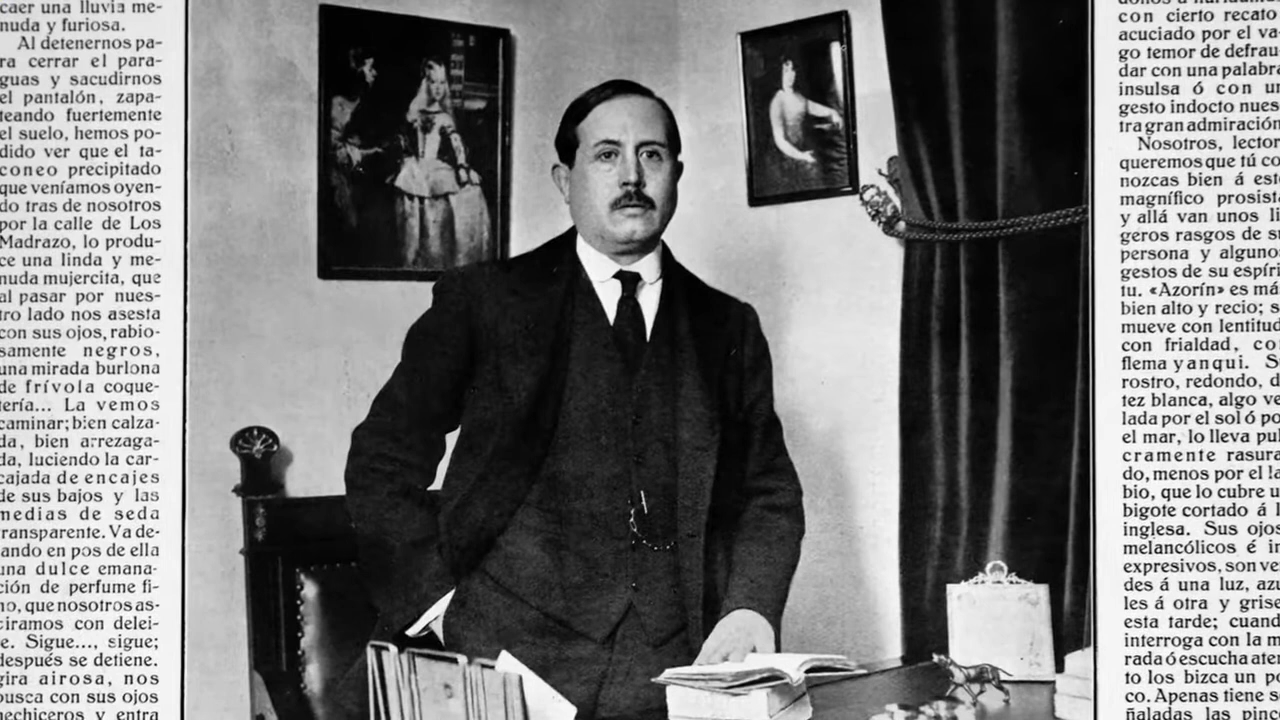 caer una lluvia me-
nuda y furiosa.
Al detenernos pa-
ra cerrar el para-
guas y sacudirnos
el pantalón, zapa-
teando fuertemente
el suelo, hemos po-
dido ver que el ta-
coneo precipitado
que veníamos oyen-
do tras de nosotros
por la calle de Los
Madrazo, lo produ-
ce una linda y me-
nuda mujercita, que
al pasar por nues-
tro lado nos asesta
con sus ojos, rabio-
samente negros,
una mirada burlona
de frívola coque-
tería... La vemos
caminar; bien calza-
da, bien arrezaga-
da, luciendo la car-
cajada de encajes
de sus bajos y las
medias de seda
transparente. Va de-
jando en pos de ella
una dulce emana-
ción de perfume fi-
no, que nosotros as-
piramos con delei-
te. Sigue..., sigue;
después se detiene.
gira airosa, nos
busca con sus ojos
hechiceros y entra
con cierto recato
acuciado por el va-
go temor de defrau-
dar con una palabra
insulsa ó con un
gesto indocto nues-
tra gran admiración
Nosotros, lector
queremos que tú co
nozcas bien á este
magnífico prosista
y allá van unos li
geros rasgos de su
persona y algunos
gestos de su espíri
tu. «Azorín» es más
bien alto y recio; s
mueve con lentitud
con frialdad, con
flema yanqui. S
rostro, redondo, d
tez blanca, algo ve
lada por el sol ó po
el mar, lo lleva pul
cramente rasura
do, menos por el la
bio, que lo cubre u
bigote cortado á l
inglesa. Sus ojos
melancólicos é in
expresivos, son ver
des á una luz, azu
les á otra y grise
esta tarde; cuando
interroga con la mi
rada ó escucha aten
to los bizca un po
co. Apenas tiene s
ñaladas las pince